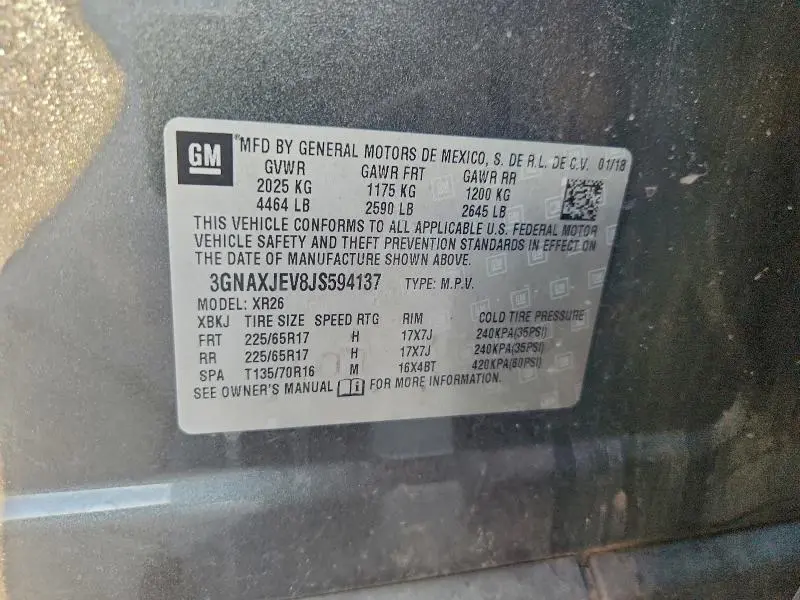 GM
® MFD BY GENERAL MOTORS DE MEXICO, S. DE R.L. DE C.V. 01/18
GVWR GAWR FRT GAWR RR
2025 KG 1175 KG 1200 KG
4464 LB 2590 LB 2645 LB
THIS VEHICLE CONFORMS TO ALL APPLICABLE U.S. FEDERAL MOTOR
VEHICLE SAFETY AND THEFT PREVENTION STANDARDS IN EFFECT ON
THE DATE OF MANUFACTURE SHOWN ABOVE.
3GNAXJEV8JS594137 TYPE: M.P.V.
MODEL: XR26
XBKJ TIRE SIZE SPEED RTG RIM COLD TIRE PRESSURE
FRT 225/65R17 H 17X7J 240KPA(35PSI)
RR 225/65R17 H 17X7J 240KPA(35PSI)
SPA T135/70R16 M 16X4BT 420KPA(60PSI)
SEE OWNER'S MANUAL FOR MORE INFORMATION.